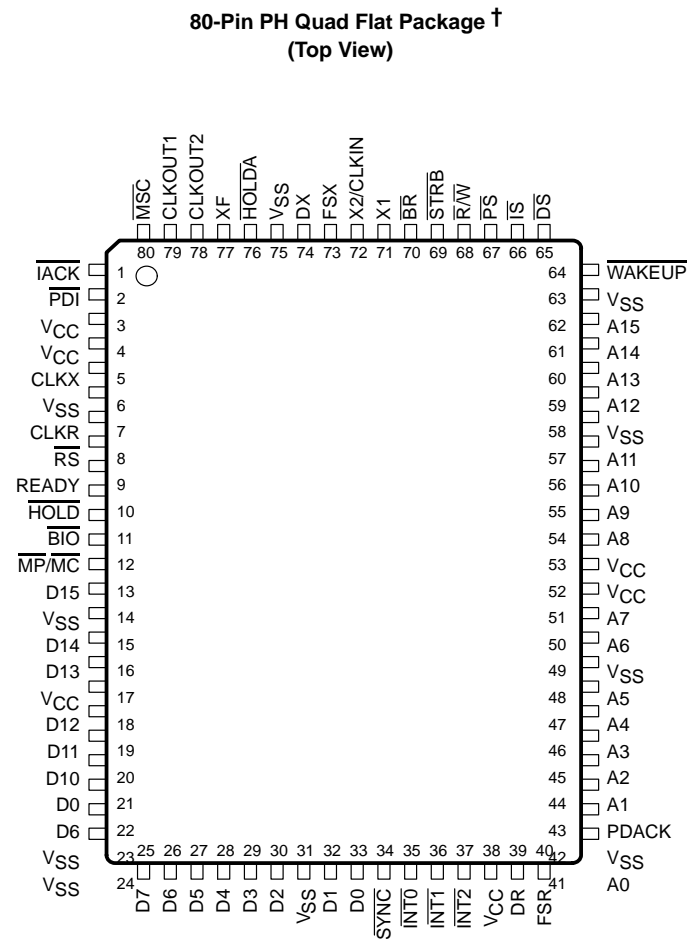 80-Pin PH Quad Flat Package †
(Top View)
MSC CLKOUT1 CLKOUT2 XF HOLDA VSS DX FSX X2/CLKIN X1 BR STRB R/W PS IS DS
80 79 78 77 76 75 74 73 72 71 70 69 68 67 66 65
IACK 1 64 WAKEUP
PDI 2 63 VSS
VCC 3 62 A15
VCC 4 61 A14
CLKX 5 60 A13
VSS 6 59 A12
CLKR 7 58 VSS
RS 8 57 A11
READY 9 56 A10
HOLD 10 55 A9
BIO 11 54 A8
MP/MC 12 53 VCC
D15 13 52 VCC
VSS 14 51 A7
D14 15 50 A6
D13 16 49 VSS
VCC 17 48 A5
D12 18 47 A4
D11 19 46 A3
D10 20 45 A2
D0 21 44 A1
D6 22 43 PDACK
VSS 23 42 VSS
VSS 24 41 A0
25 26 27 28 29 30 31 32 33 34 35 36 37 38 39 40
D7 D6 D5 D4 D3 D2 VSS D1 D0 SYNC INT0 INT1 INT2 VCC DR FSR